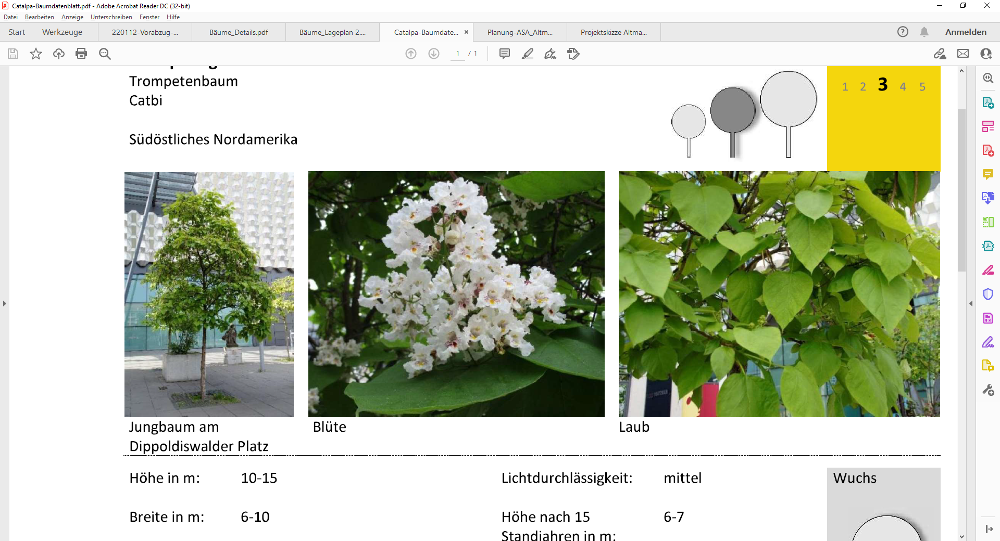 Catalpa-Baumdatenblatt.pdf - Adobe Acrobat Reader DC (32-bit)
Datei Bearbeiten Anzeige Unterschreiben Fenster Hilfe
Start Werkzeuge 220112-Vorabzug-... Bäume_Details.pdf Bäume_Lageplan 2.... Catalpa-Baumdate... × Planung-ASA_Altm... Projektskizze Altma... Anmelden
1 / 1
Trompetenbaum
Catbi
Südöstliches Nordamerika
1 2 3 4 5
Jungbaum am
Dippoldiswalder Platz
Blüte
Laub
Höhe in m: 10-15
Lichtdurchlässigkeit: mittel
Wuchs
Breite in m: 6-10
Höhe nach 15 6-7
Standjahren in m: